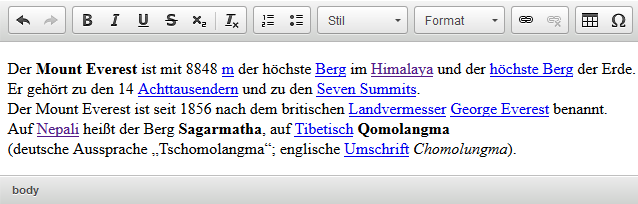 B I U S x₂ Tx Stil Format Ω
Der Mount Everest ist mit 8848 m der höchste Berg im Himalaya und der höchste Berg der Erde.
Er gehört zu den 14 Achttausendern und zu den Seven Summits.
Der Mount Everest ist seit 1856 nach dem britischen Landvermesser George Everest benannt.
Auf Nepali heißt der Berg Sagarmatha, auf Tibetisch Qomolangma
(deutsche Aussprache „Tschomolangma“; englische Umschrift Chomolungma).
body